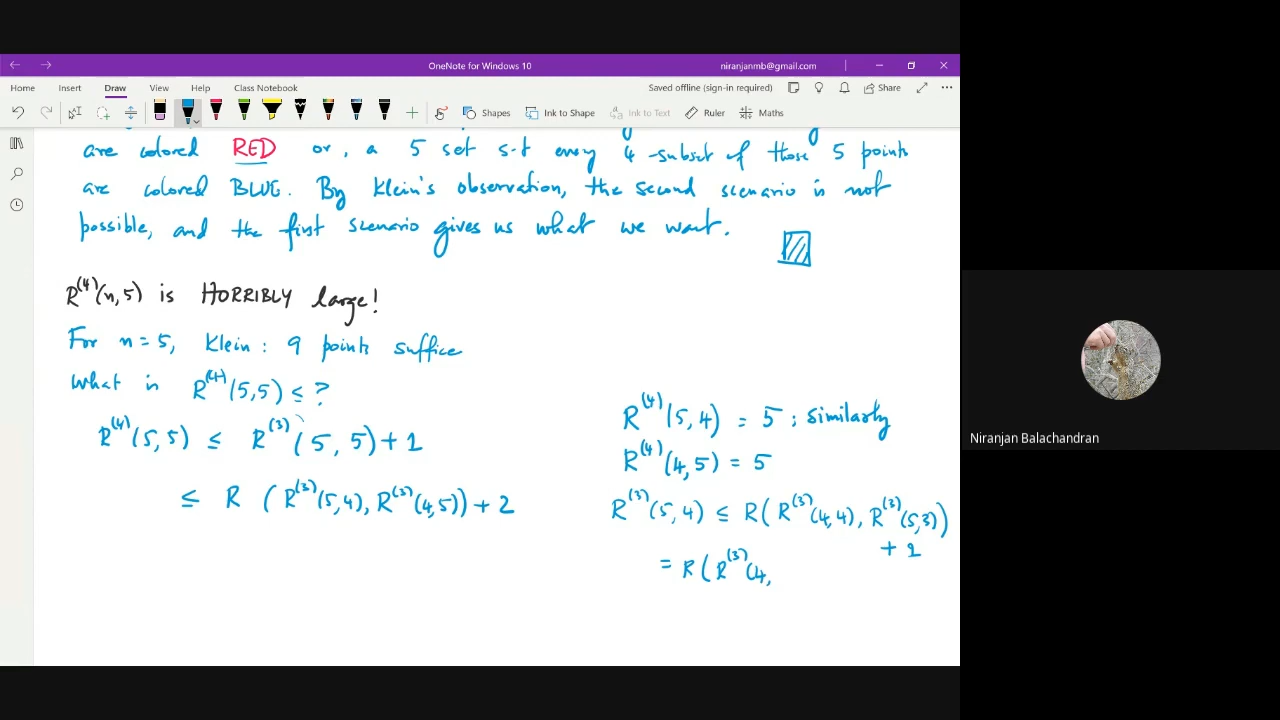 OneNote for Windows 10
niranjanmb@gmail.com
Home Insert Draw View Help Class Notebook
Saved offline (sign-in required)
Share
Shapes Ink to Shape Ink to Text Ruler Maths
are colored RED or, a 5 set s.t every 4-subset of those 5 points
are colored BLUE. By Klein's observation, the second scenario is not
possible, and the first scenario gives us what we want.
R^(4)(n,5) is HORRIBLY large!
For n=5, Klein: 9 points suffice
What is R^(4)(5,5) ≤ ?
R^(4)(5,5) ≤ R^(3)(5,5)+1
≤ R (R^(3)(5,4), R^(3)(4,5))+2
R^(4)(5,4) = 5; Similarly
R^(4)(4,5) = 5
R^(3)(5,4) ≤ R(R^(3)(4,4), R^(3)(5,3))
+ 1
= R(R^(3)(4,
Niranjan Balachandran